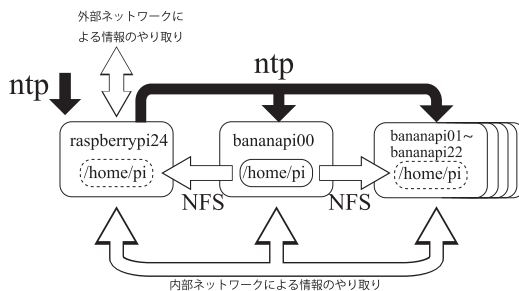 外部ネットワークに
よる情報のやり取り
ntp
ntp
raspberrypi24
/home/pi
bananapi00
/home/pi
bananapi01～
bananapi22
/home/pi
NFS
NFS
内部ネットワークによる情報のやり取り